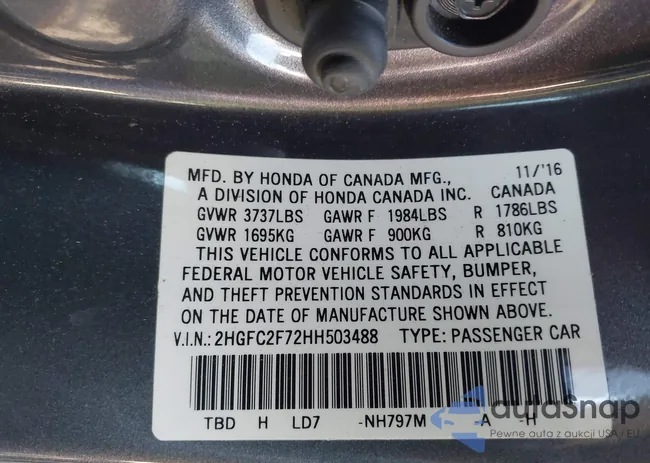 MFD. BY HONDA OF CANADA MFG., 11/'16
A DIVISION OF HONDA CANADA INC. CANADA
GVWR 3737LBS GAWR F 1984LBS R 1786LBS
GVWR 1695KG GAWR F 900KG R 810KG
THIS VEHICLE CONFORMS TO ALL APPLICABLE
FEDERAL MOTOR VEHICLE SAFETY, BUMPER,
AND THEFT PREVENTION STANDARDS IN EFFECT
ON THE DATE OF MANUFACTURE SHOWN ABOVE.
V.I.N.: 2HGFC2F72HH503488 TYPE: PASSENGER CAR
TBD H LD7 -NH797M A -H
autoSnap
Pewne auta z aukcji USA / EU